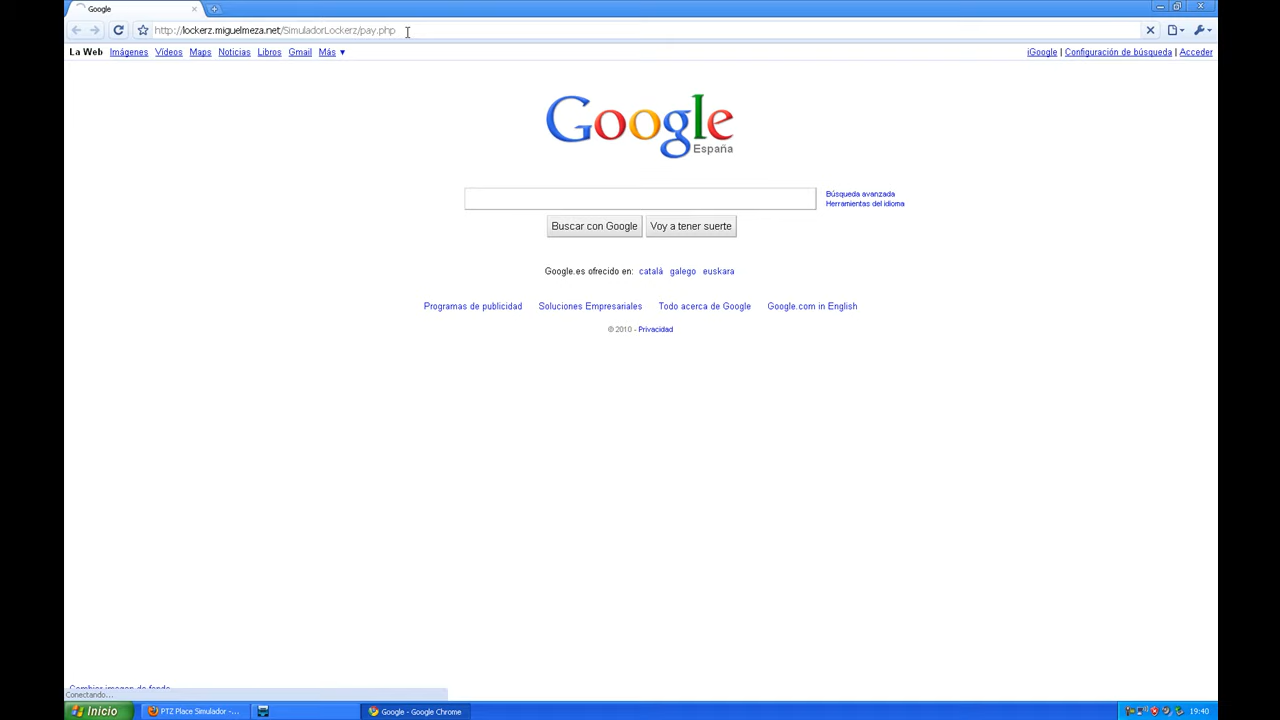 Google
http://lockerz.miguelmeza.net/SimuladorLockerz/pay.php
La Web Imágenes Vídeos Maps Noticias Libros Gmail Más ▼
iGoogle | Configuración de búsqueda | Acceder
Google
España
Búsqueda avanzada
Herramientas del idioma
Buscar con Google Voy a tener suerte
Google.es ofrecido en: català galego euskara
Programas de publicidad Soluciones Empresariales Todo acerca de Google Google.com in English
© 2010 - Privacidad
Cambiar imagen de fondo
Conectando...
Inicio PTZ Place Simulador -... Google - Google Chrome 19:40